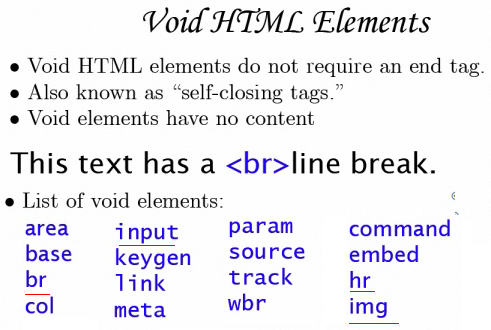 Void HTML Elements
• Void HTML elements do not require an end tag.
• Also known as “self-closing tags.”
• Void elements have no content
This text has a <br>line break.
• List of void elements:
area input param command
base keygen source embed
br link track hr
col meta wbr img